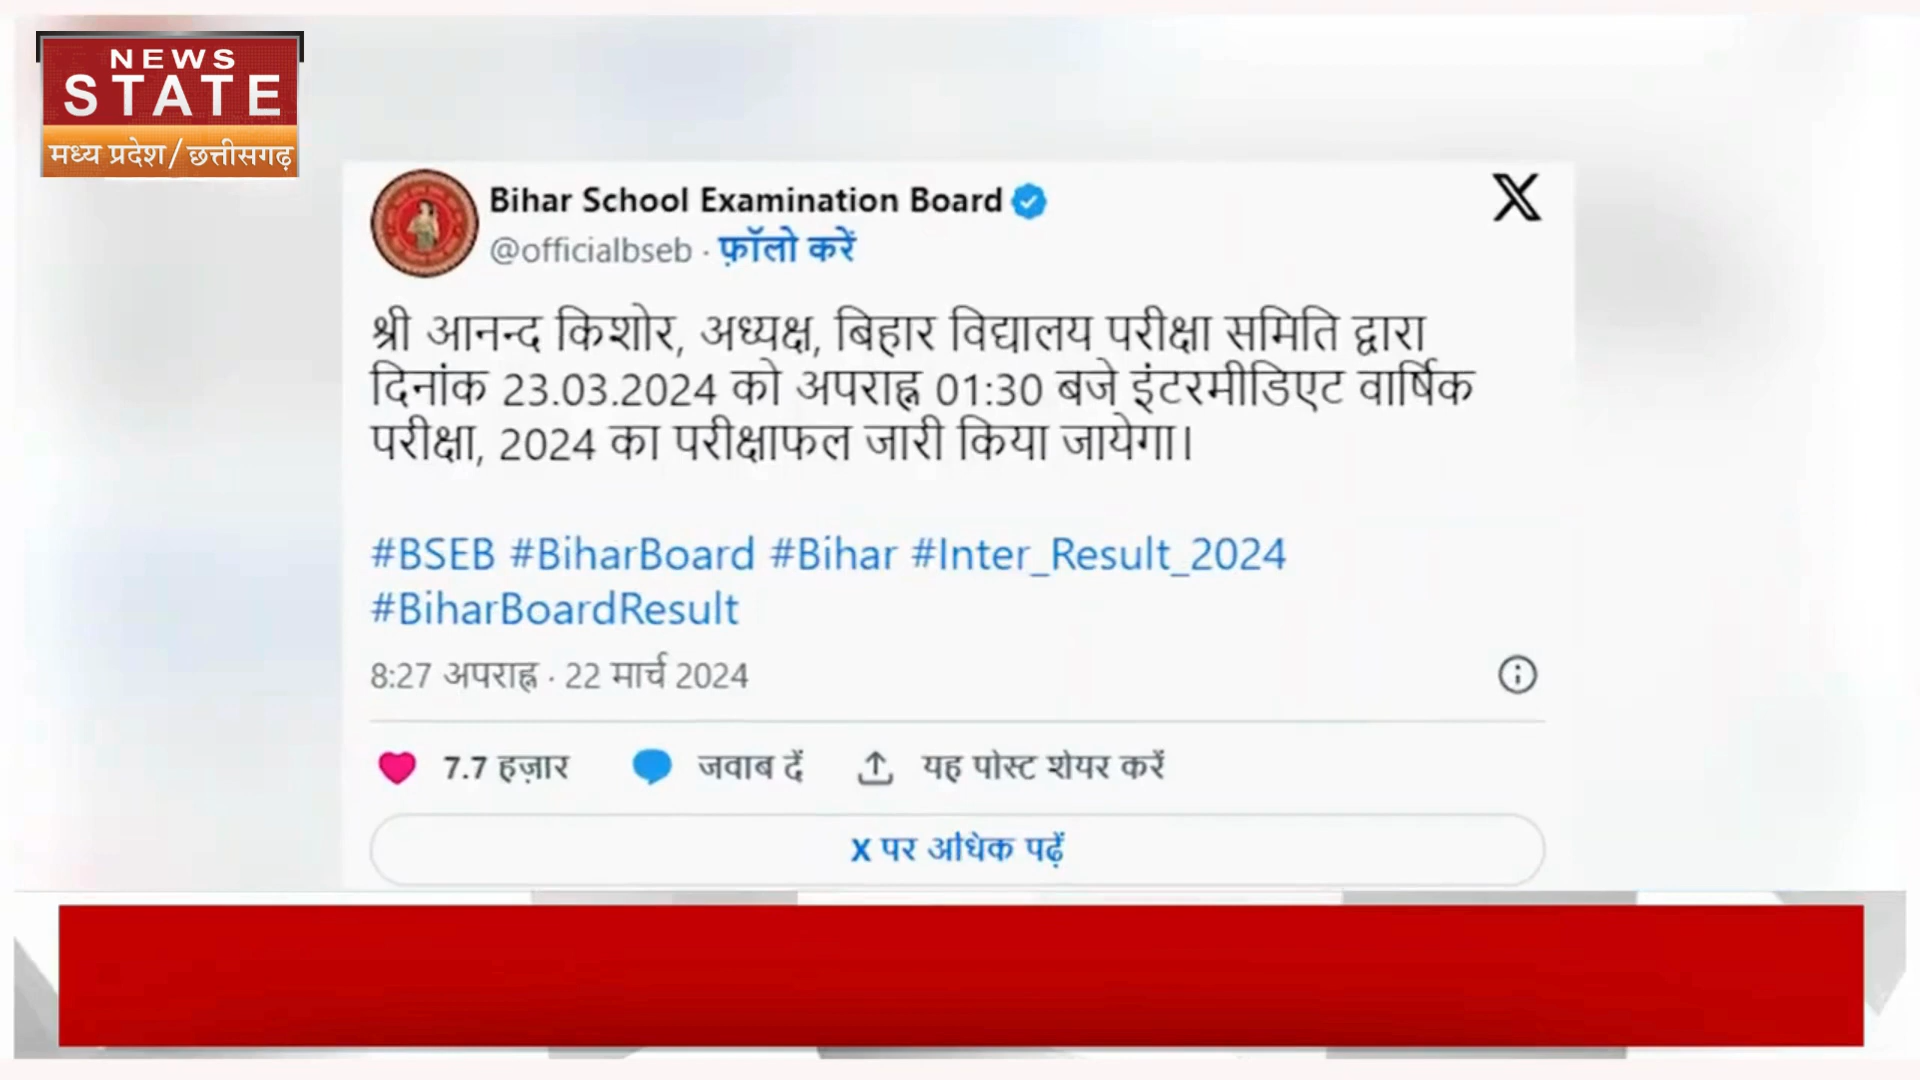 NEWS
STATE
मध्य प्रदेश/छत्तीसगढ़
Bihar School Examination Board
@officialbseb · फ़ॉलो करें
श्री आनन्द किशोर, अध्यक्ष, बिहार विद्यालय परीक्षा समिति द्वारा
दिनांक 23.03.2024 को अपराह्न 01:30 बजे इंटरमीडिएट वार्षिक
परीक्षा, 2024 का परीक्षाफल जारी किया जायेगा।
#BSEB #BiharBoard #Bihar #Inter_Result_2024
#BiharBoardResult
8:27 अपराह्न · 22 मार्च 2024
7.7 हज़ार जवाब दें यह पोस्ट शेयर करें
X पर अधिक पढ़ें